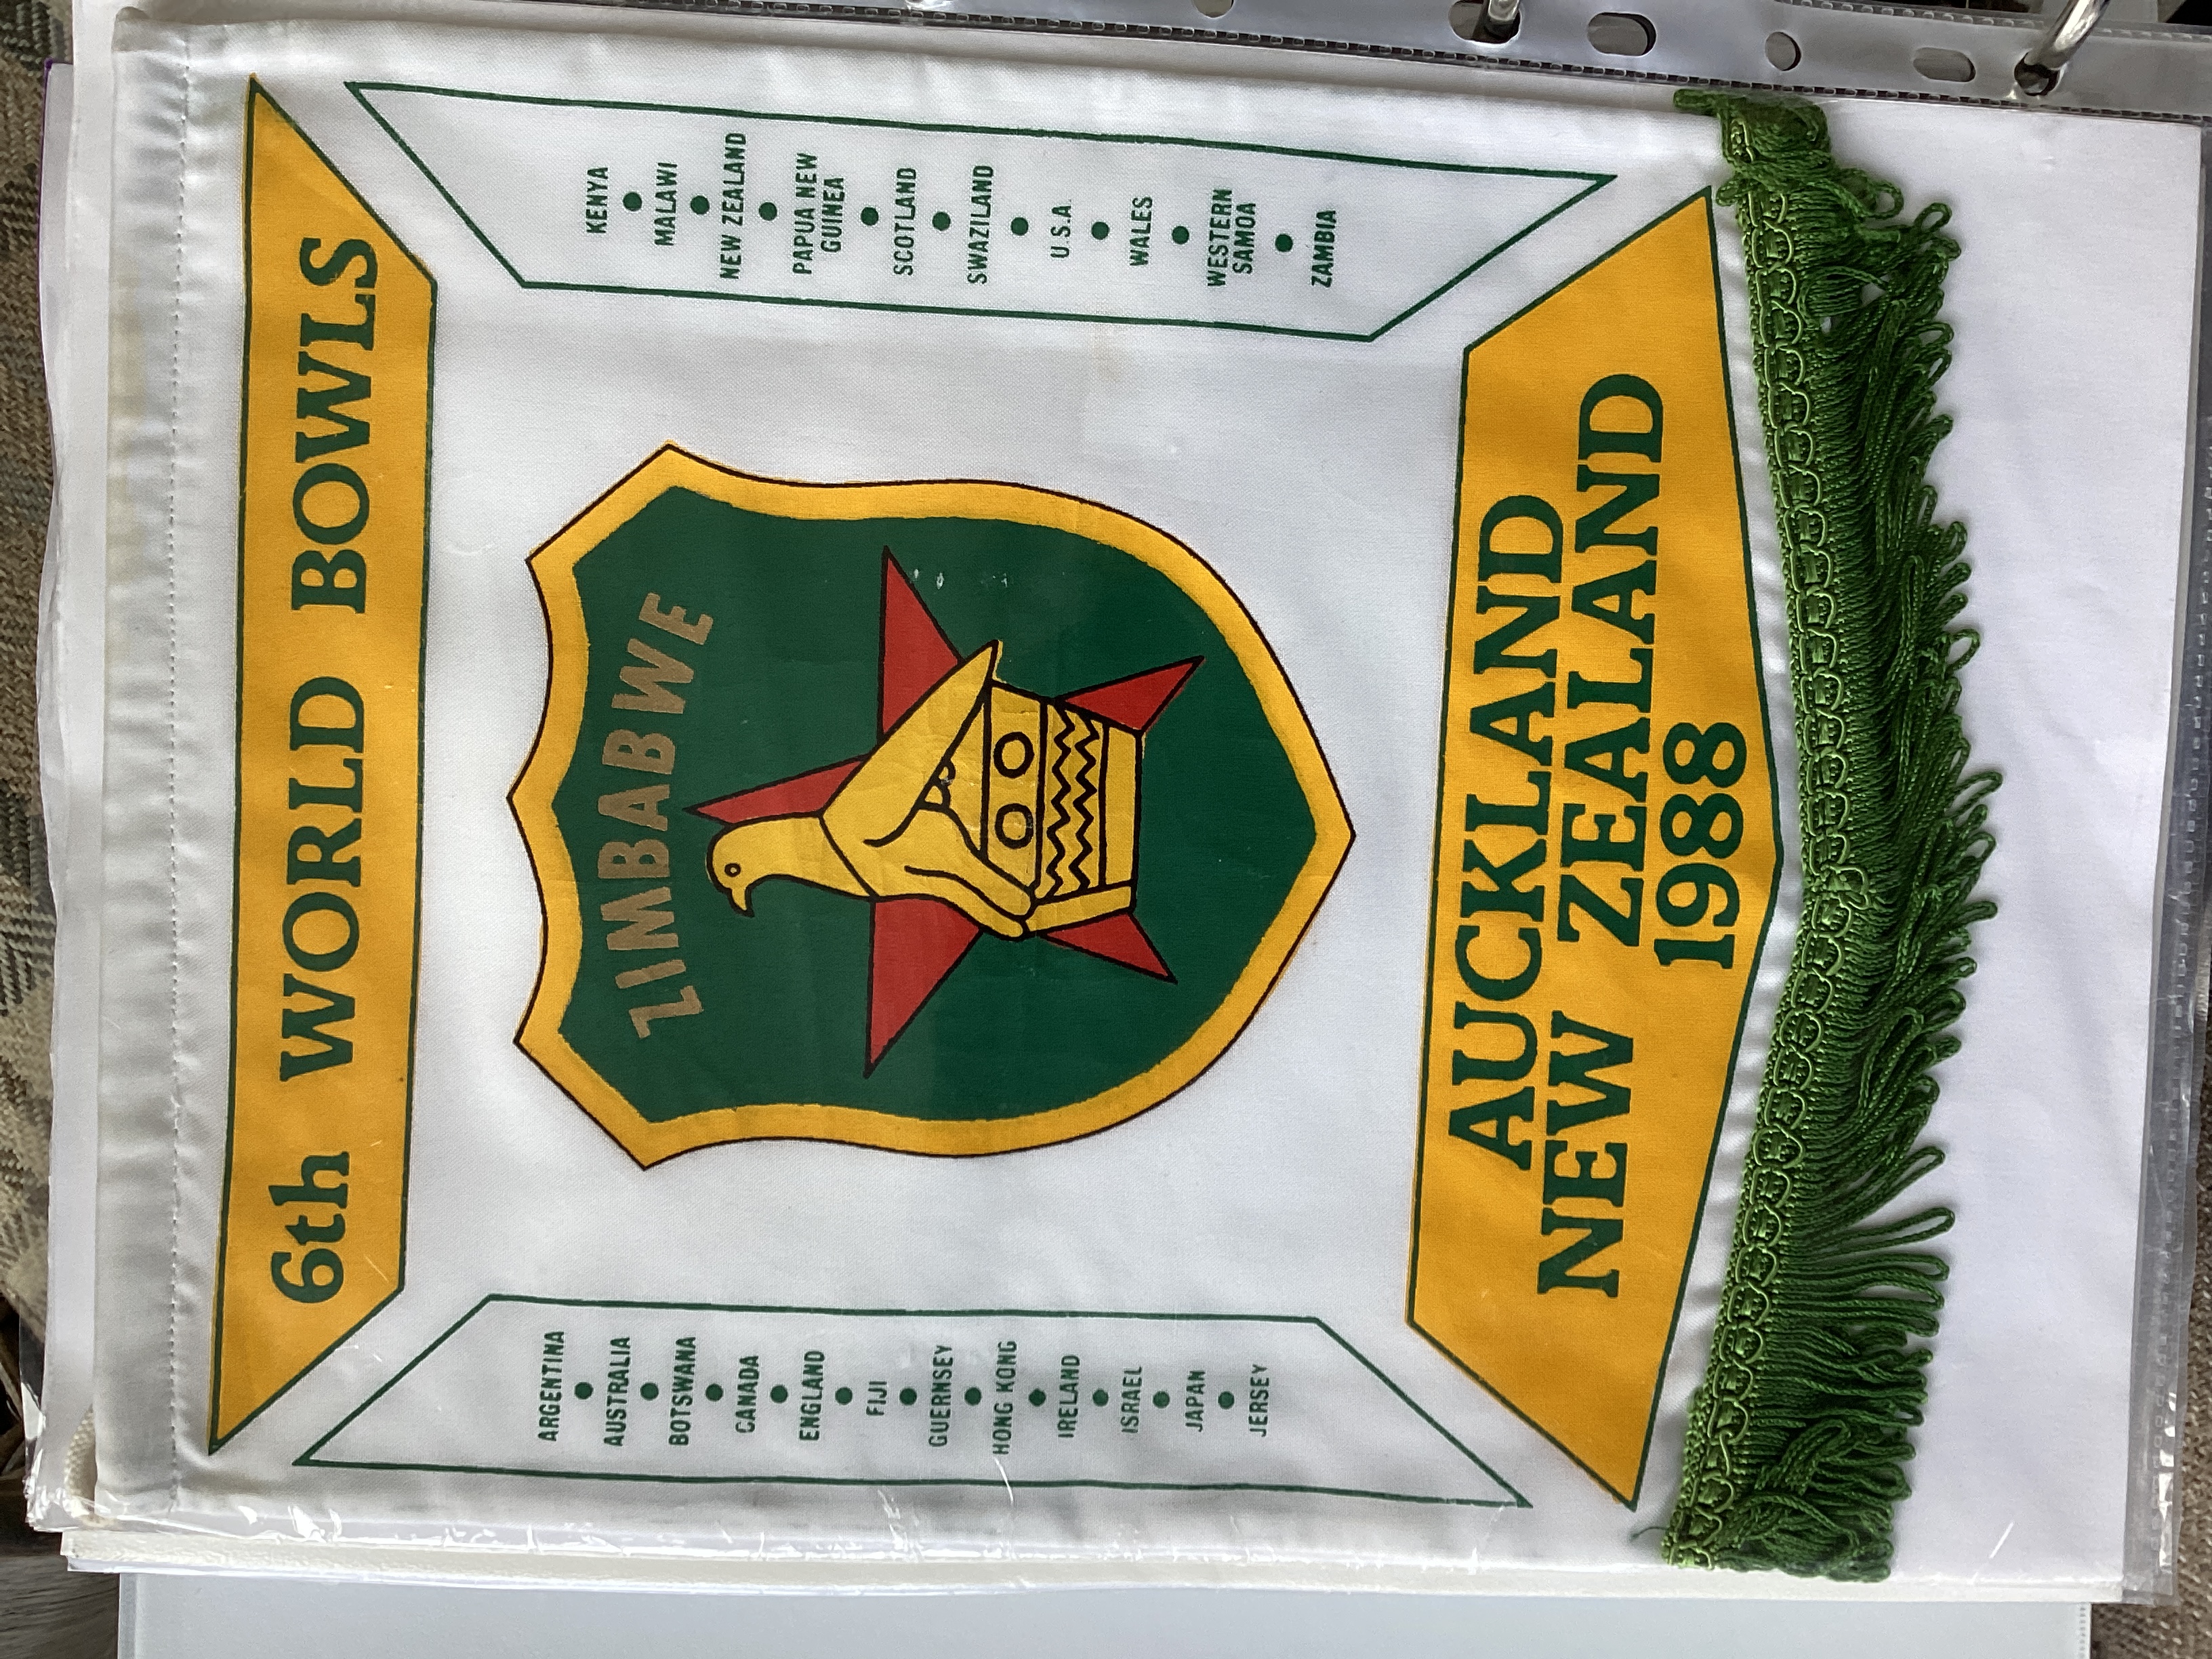 6th WORLD BOWLS
ARGENTINA
AUSTRALIA
BOTSWANA
CANADA
ENGLAND
FIJI
GUERNSEY
HONG KONG
IRELAND
ISRAEL
JAPAN
JERSEY
ZIMBABWE
KENYA
MALAWI
NEW ZEALAND
PAPUA NEW
GUINEA
SCOTLAND
SWAZILAND
U.S.A.
WALES
WESTERN
SAMOA
ZAMBIA
AUCKLAND
NEW ZEALAND
1988